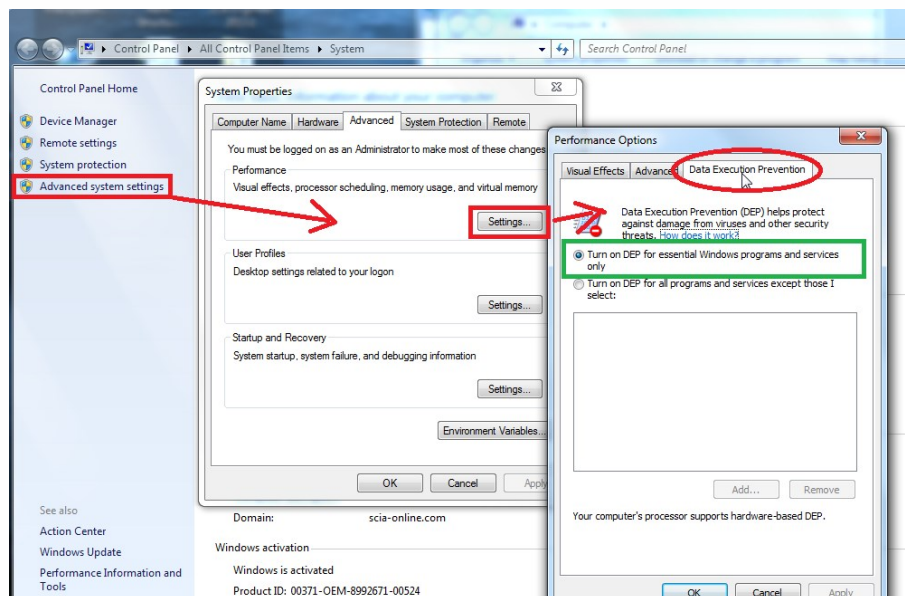 Control Panel ▸ All Control Panel Items ▸ System
Search Control Panel
Control Panel Home
Device Manager
Remote settings
System protection
Advanced system settings
See also
Action Center
Windows Update
Performance Information and
Tools
System Properties
Computer Name Hardware Advanced System Protection Remote
You must be logged on as an Administrator to make most of these changes
Performance
Visual effects, processor scheduling, memory usage, and virtual memory
Settings...
User Profiles
Desktop settings related to your logon
Settings...
Startup and Recovery
System startup, system failure, and debugging information
Settings...
Environment Variables...
OK Cancel Apply
Domain: scia-online.com
Windows activation
Windows is activated
Product ID: 00371-OEM-8992671-00524
Performance Options
Visual Effects Advanced Data Execution Prevention
Data Execution Prevention (DEP) helps protect
against damage from viruses and other security
threats. How does it work?
Turn on DEP for essential Windows programs and services
only
Turn on DEP for all programs and services except those I
select:
Add... Remove
Your computer's processor supports hardware-based DEP.
OK Cancel Apply